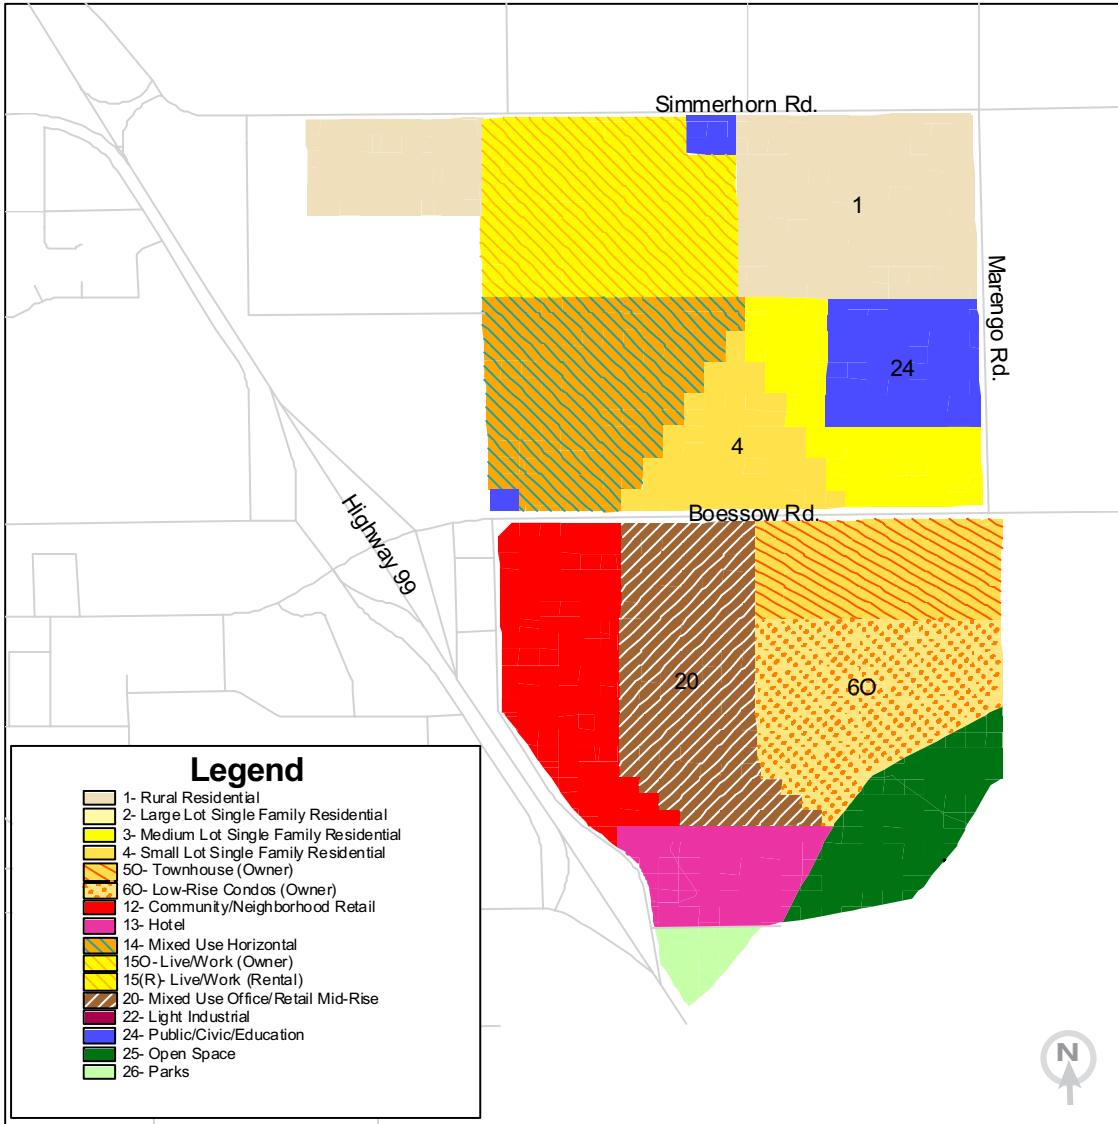 Simmerhorn Rd.
1
Marengo Rd.
24
4
Boessow Rd.
Highway 99
20
6O
Legend
1- Rural Residential
2- Large Lot Single Family Residential
3- Medium Lot Single Family Residential
4- Small Lot Single Family Residential
5O- Townhouse (Owner)
6O- Low-Rise Condos (Owner)
12- Community/Neighborhood Retail
13- Hotel
14- Mixed Use Horizontal
15O- Live/Work (Owner)
15(R)- Live/Work (Rental)
20- Mixed Use Office/Retail Mid-Rise
22- Light Industrial
24- Public/Civic/Education
25- Open Space
26- Parks
N